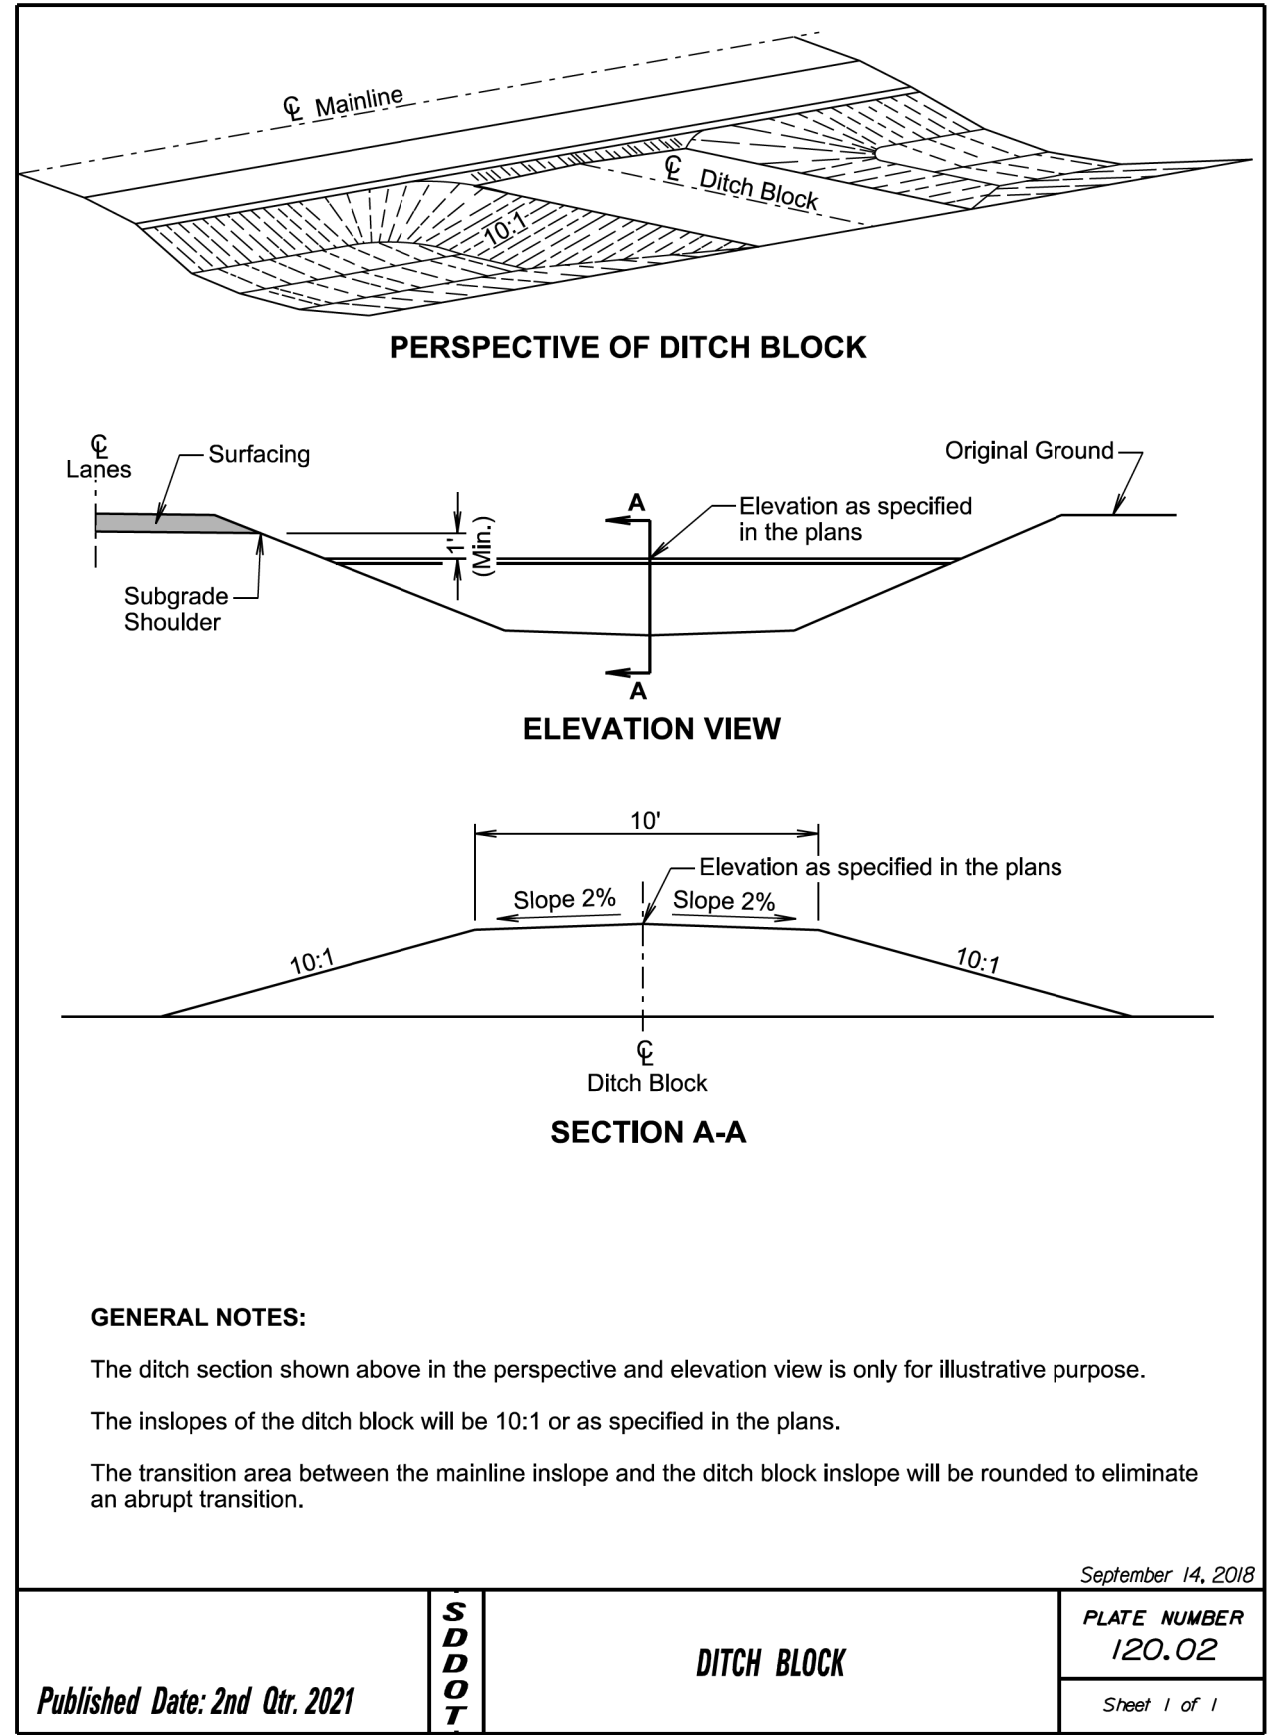 ℄ Mainline
℄ Ditch Block
10:1
PERSPECTIVE OF DITCH BLOCK
℄
Lanes
Surfacing
Original Ground
A
Elevation as specified
in the plans
1'
(Min.)
Subgrade
Shoulder
A
ELEVATION VIEW
10'
Elevation as specified in the plans
Slope 2%
Slope 2%
10:1
10:1
℄
Ditch Block
SECTION A-A
GENERAL NOTES:
The ditch section shown above in the perspective and elevation view is only for illustrative purpose.
The inslopes of the ditch block will be 10:1 or as specified in the plans.
The transition area between the mainline inslope and the ditch block inslope will be rounded to eliminate
an abrupt transition.
September 14, 2018
Published Date: 2nd Qtr. 2021
S
D
D
O
T
DITCH BLOCK
PLATE NUMBER
120.02
Sheet 1 of 1